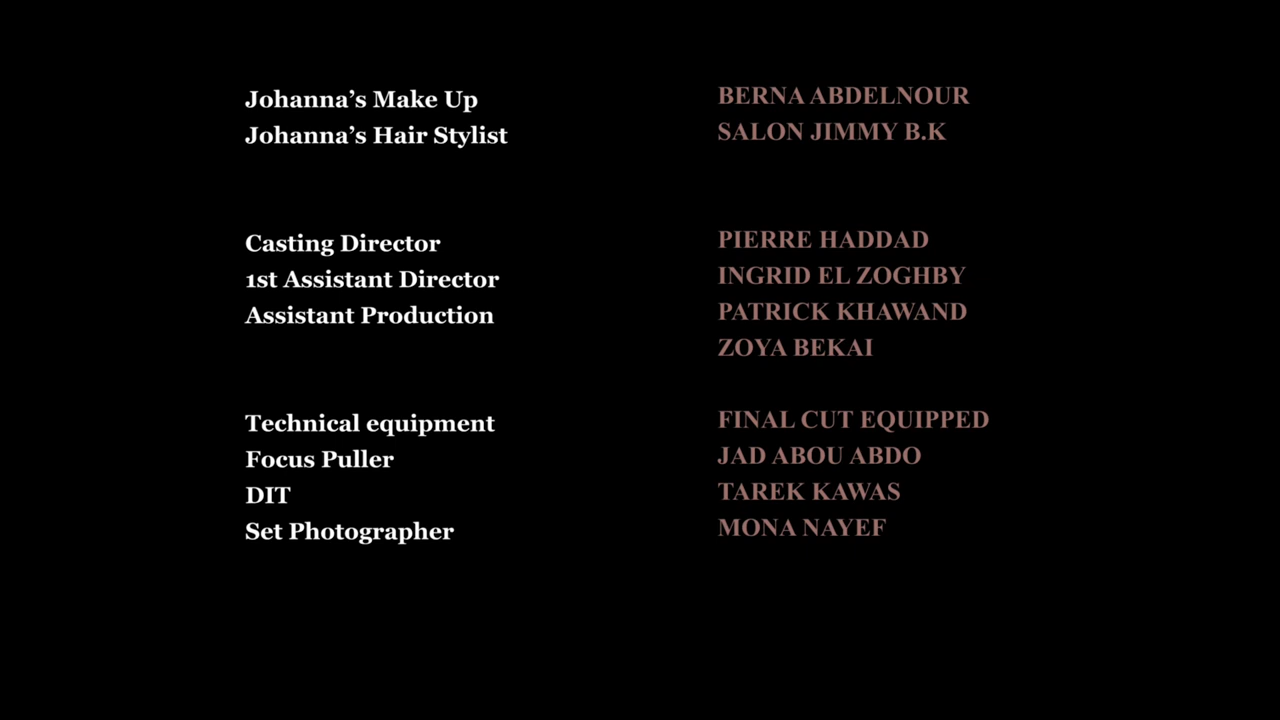 Johanna’s Make Up BERNA ABDELNOUR
Johanna’s Hair Stylist SALON JIMMY B.K
Casting Director PIERRE HADDAD
1st Assistant Director INGRID EL ZOGHBY
Assistant Production PATRICK KHAWAND
ZOYA BEKAI
Technical equipment FINAL CUT EQUIPPED
Focus Puller JAD ABOU ABDO
DIT TAREK KAWAS
Set Photographer MONA NAYEF